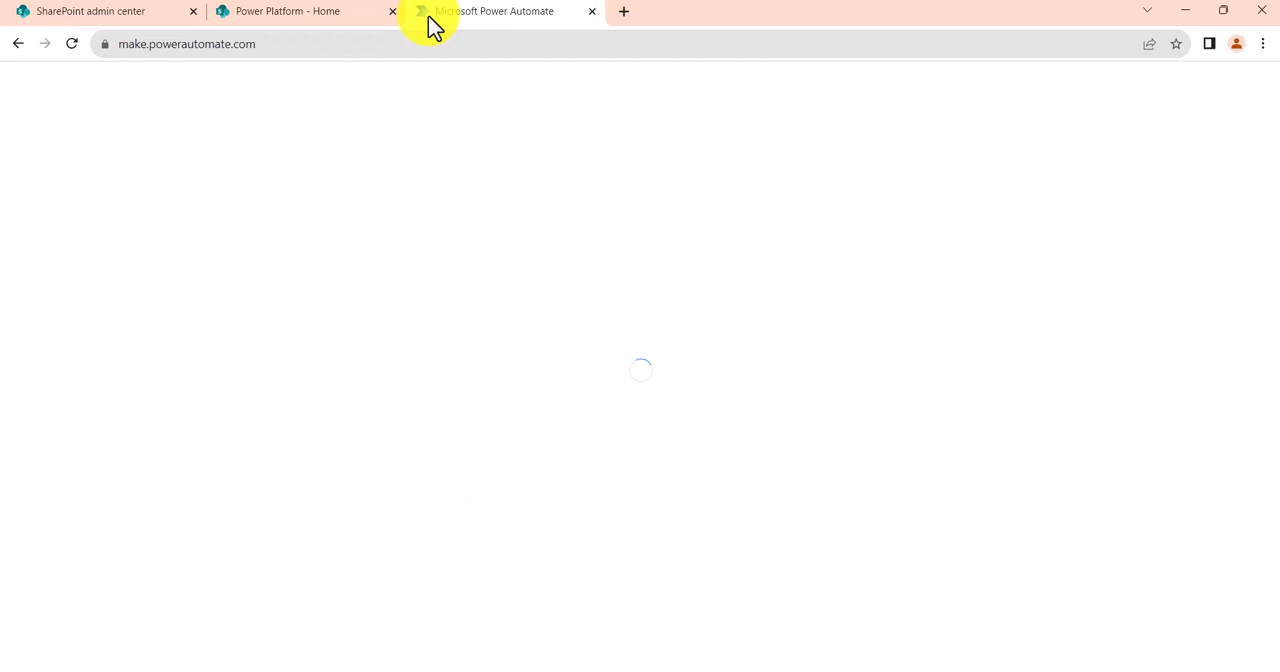 SharePoint admin center
Power Platform - Home
Microsoft Power Automate
make.powerautomate.com